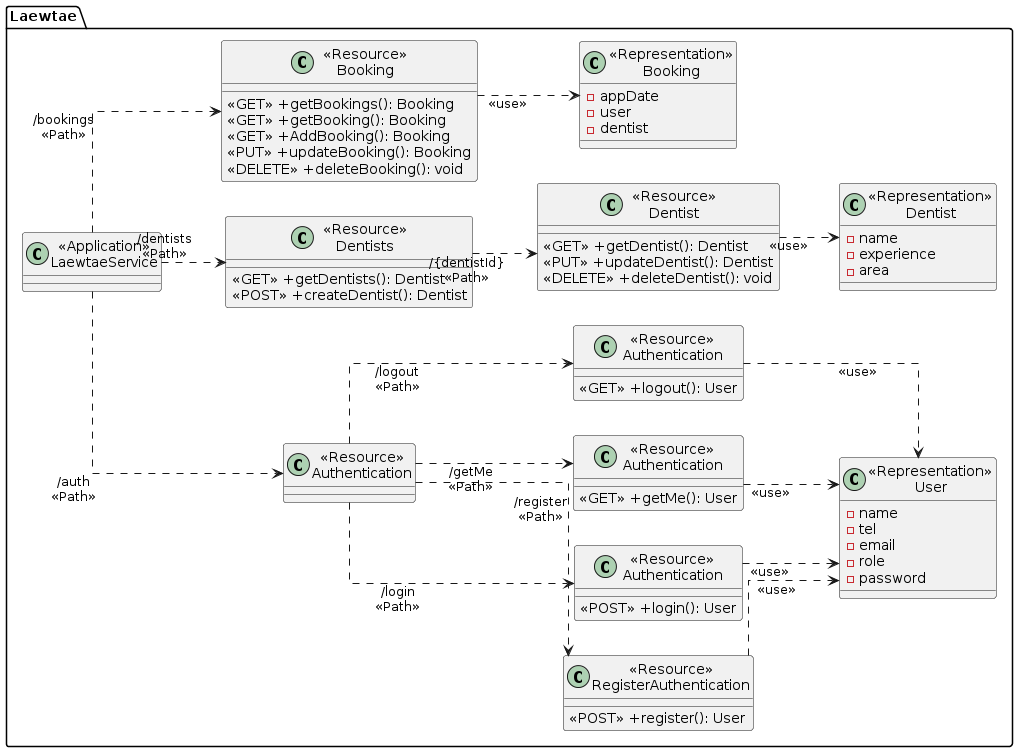 Laewtae
«Resource»
Booking
«GET» +getBookings(): Booking
«GET» +getBooking(): Booking
«GET» +AddBooking(): Booking
«PUT» +updateBooking(): Booking
«DELETE» +deleteBooking(): void
«use»
«Representation»
Booking
appDate
user
dentist
/bookings
«Path»
«Application»
LaewtaeService
/dentists
«Path»
«Resource»
Dentists
«GET» +getDentists(): Dentist
«POST» +createDentist(): Dentist
/{dentistId}
«Path»
«Resource»
Dentist
«GET» +getDentist(): Dentist
«PUT» +updateDentist(): Dentist
«DELETE» +deleteDentist(): void
«use»
«Representation»
Dentist
name
experience
area
/auth
«Path»
«Resource»
Authentication
/logout
«Path»
«Resource»
Authentication
«GET» +logout(): User
«use»
/getMe
«Path»
«Resource»
Authentication
«GET» +getMe(): User
«use»
/register
«Path»
/login
«Path»
«Resource»
Authentication
«POST» +login(): User
«use»
«use»
«Resource»
RegisterAuthentication
«POST» +register(): User
«Representation»
User
name
tel
email
role
password